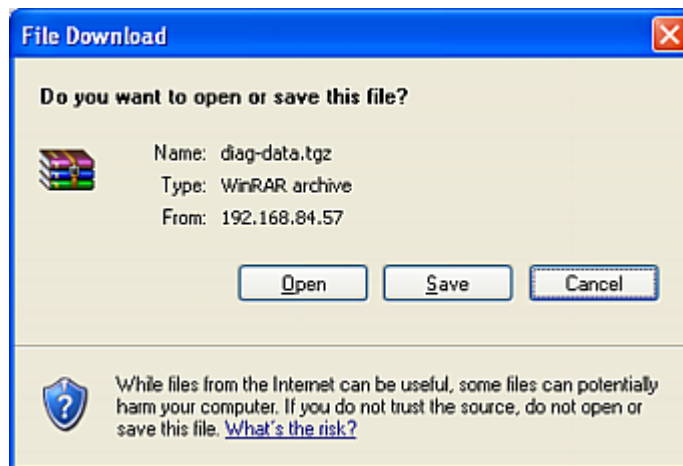 File Download
Do you want to open or save this file?
Name: diag-data.tgz
Type: WinRAR archive
From: 192.168.84.57
Open Save Cancel
While files from the Internet can be useful, some files can potentially
harm your computer. If you do not trust the source, do not open or
save this file. What's the risk?